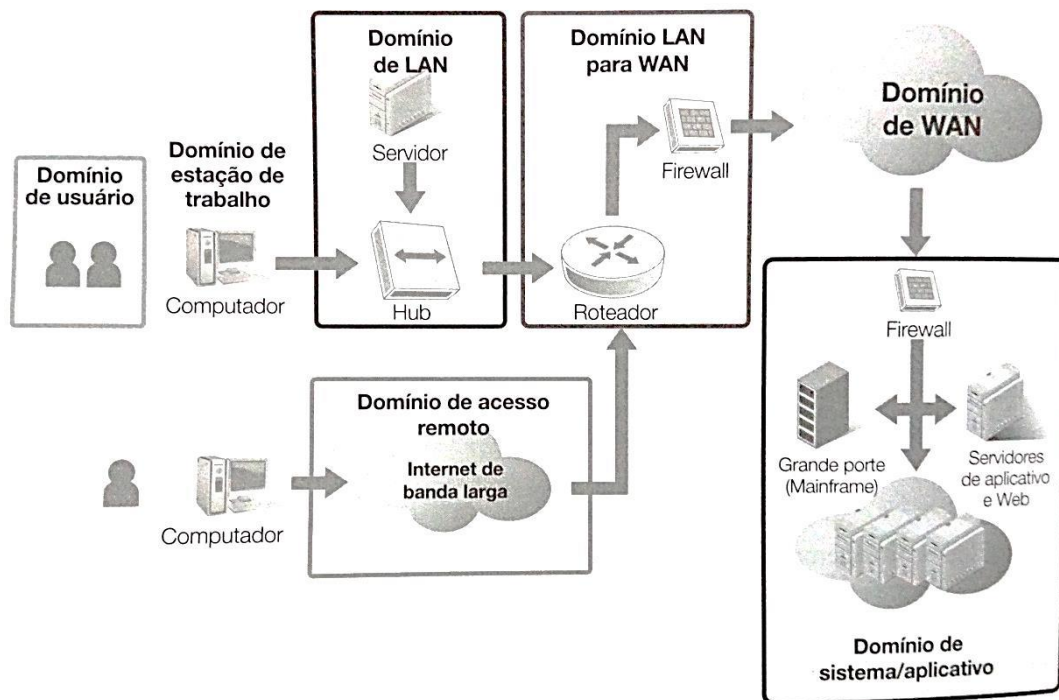 Domínio
de usuário
Domínio de
estação de
trabalho
Computador
Domínio
de LAN
Servidor
Hub
Domínio LAN
para WAN
Firewall
Roteador
Domínio
de WAN
Computador
Domínio de acesso
remoto
Internet de
banda larga
Firewall
Grande porte
(Mainframe)
Servidores
de aplicativo
e Web
Domínio de
sistema/aplicativo